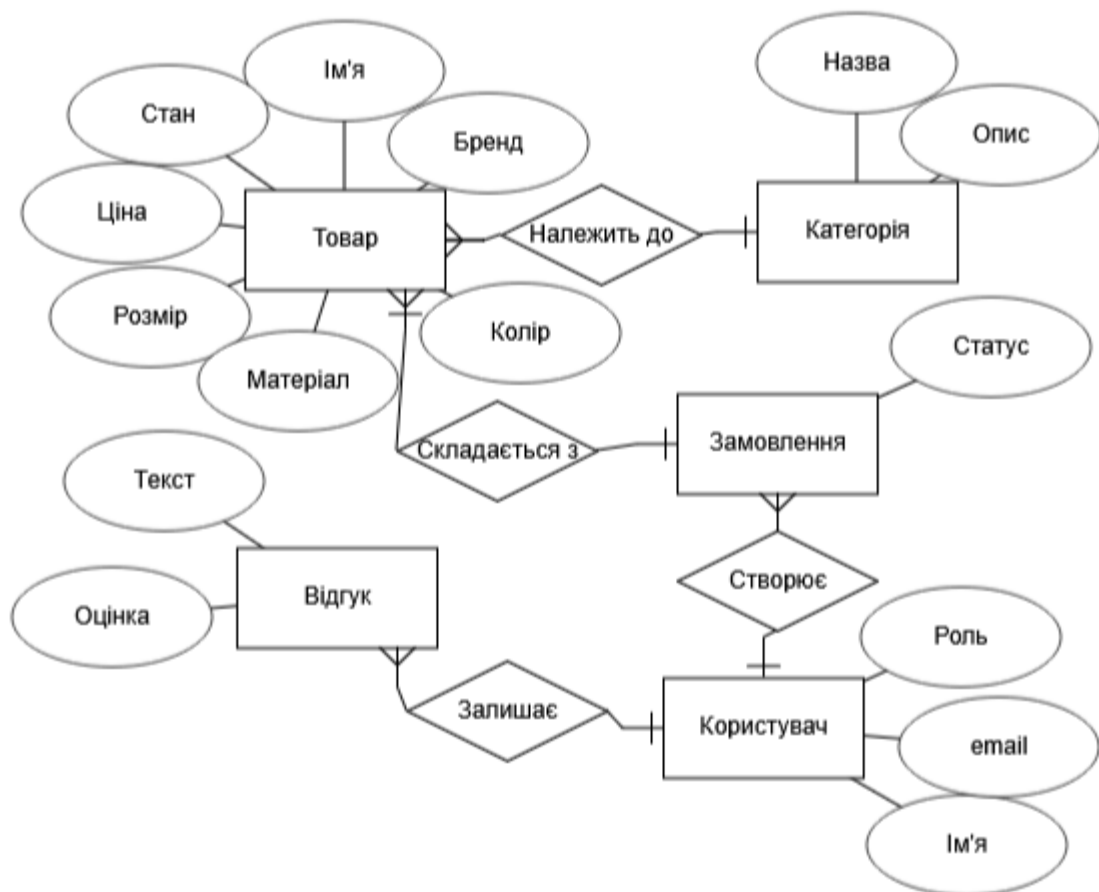 Ім'я
Назва
Стан
Бренд
Опис
Ціна
Товар
Належить до
Категорія
Розмір
Колір
Матеріал
Статус
Складається з
Замовлення
Текст
Створює
Оцінка
Відгук
Роль
Залишає
Користувач
email
Ім'я